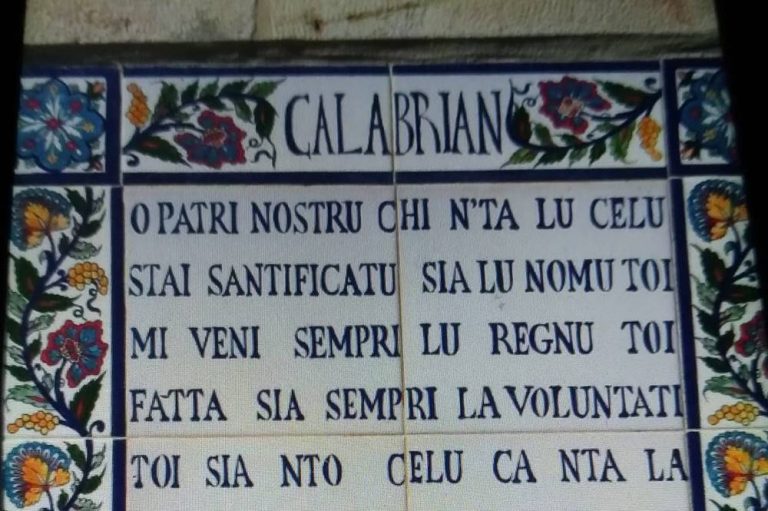 CALABRIAN
O PATRI NOSTRU CHI N'TA LU CELU
STAI SANTIFICATU SIA LU NOMU TOI
MI VENI SEMPRI LU REGNU TOI
FATTA SIA SEMPRI LA VOLUNTATI
TOI SIA NTO CELU CA NTA LA